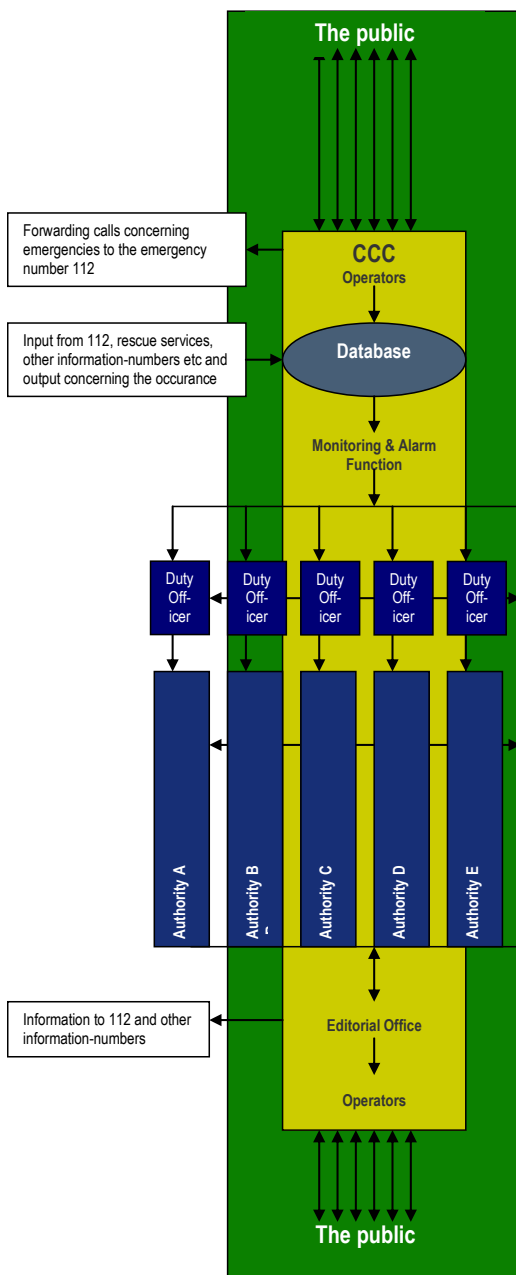 The public
Forwarding calls concerning
emergencies to the emergency
number 112
CCC
Operators
Input from 112, rescue services,
other information-numbers etc and
output concerning the occurance
Database
Monitoring & Alarm
Function
Duty
Off-
icer
Duty
Off-
icer
Duty
Off-
icer
Duty
Off-
icer
Duty
Off-
icer
Authority A
Authority B
Authority C
Authority D
Authority E
Information to 112 and other
information-numbers
Editorial Office
Operators
The public